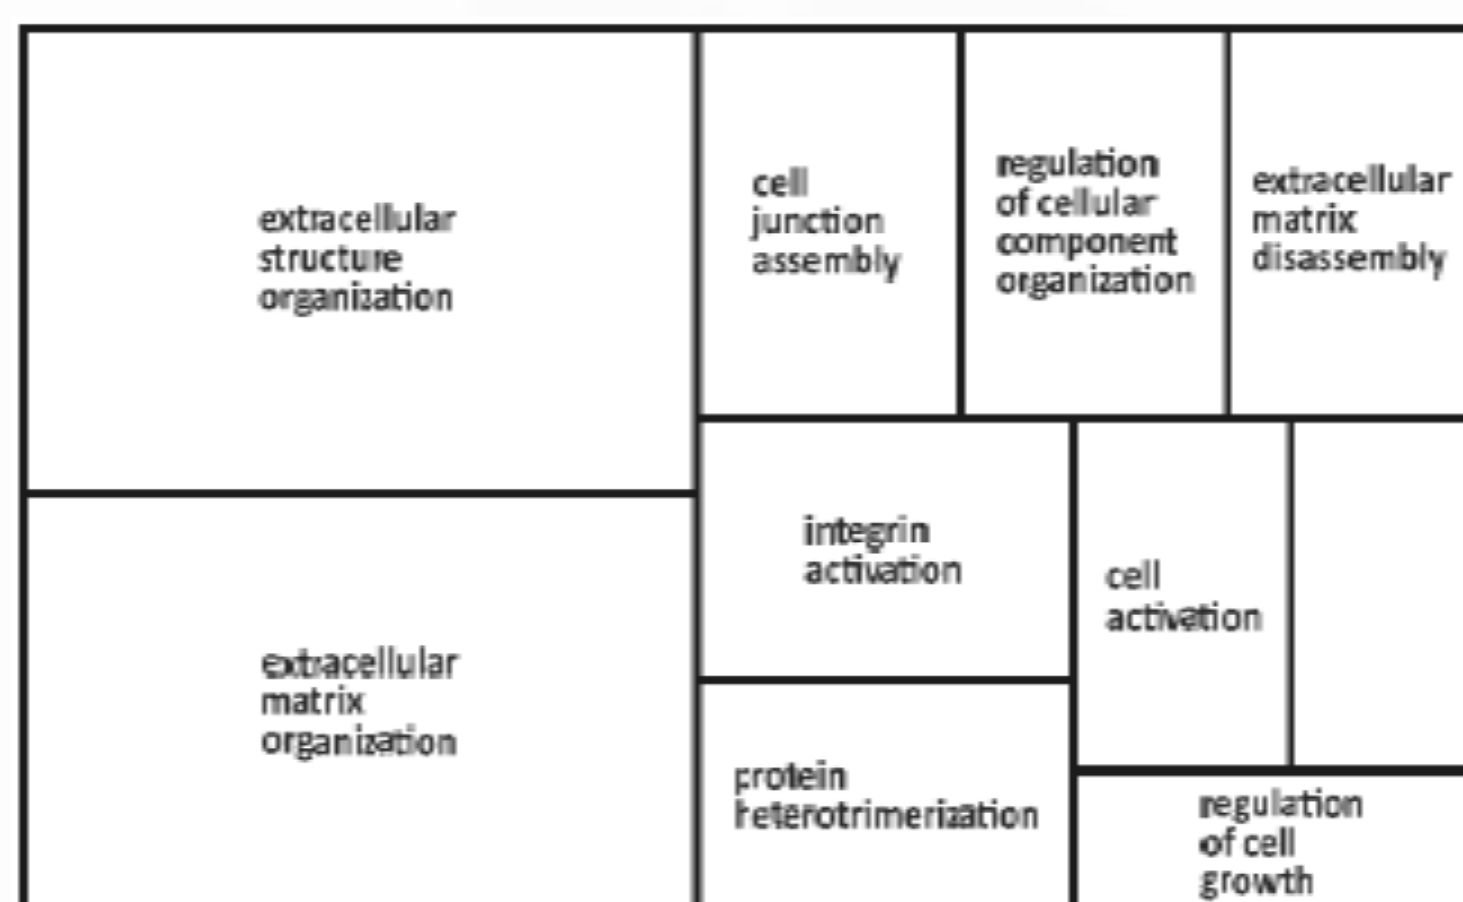 extracellular
structure
organization
cell
junction
assembly
regulation
of cellular
component
organization
extracellular
matrix
disassembly
integrin
activation
cell
activation
extracellular
matrix
organization
protein
heterotrimerization
regulation
of cell
growth